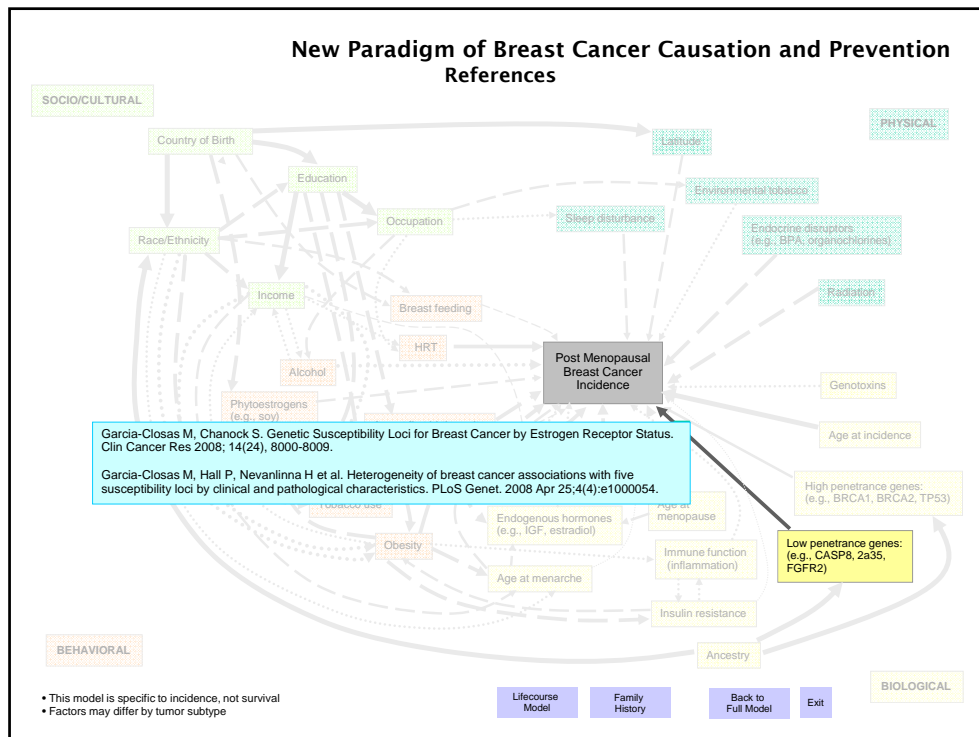 New Paradigm of Breast Cancer Causation and Prevention
References
SOCIO/CULTURAL
PHYSICAL
Country of Birth
Latitude
Education
Environmental tobacco
Occupation
Sleep disturbance
Race/Ethnicity
Endocrine disruptors
(e.g., BPA, organochlorines)
Income
Radiation
Breast feeding
HRT
Post Menopausal
Breast Cancer
Incidence
Alcohol
Genotoxins
Phytoestrogens
(e.g., soy)
Garcia-Closas M, Chanock S. Genetic Susceptibility Loci for Breast Cancer by Estrogen Receptor Status.
Clin Cancer Res 2008; 14(24), 8000-8009.
Garcia-Closas M, Hall P, Nevanlinna H et al. Heterogeneity of breast cancer associations with five
susceptibility loci by clinical and pathological characteristics. PLoS Genet. 2008 Apr 25;4(4):e1000054.
Age at incidence
High penetrance genes:
(e.g., BRCA1, BRCA2, TP53)
Tobacco use
Endogenous hormones
(e.g., IGF, estradiol)
Age at
menopause
Low penetrance genes:
(e.g., CASP8, 2a35,
FGFR2)
Obesity
Immune function
(inflammation)
Age at menarche
Insulin resistance
Ancestry
BEHAVIORAL
BIOLOGICAL
• This model is specific to incidence, not survival
• Factors may differ by tumor subtype
Lifecourse
Model
Family
History
Back to
Full Model
Exit